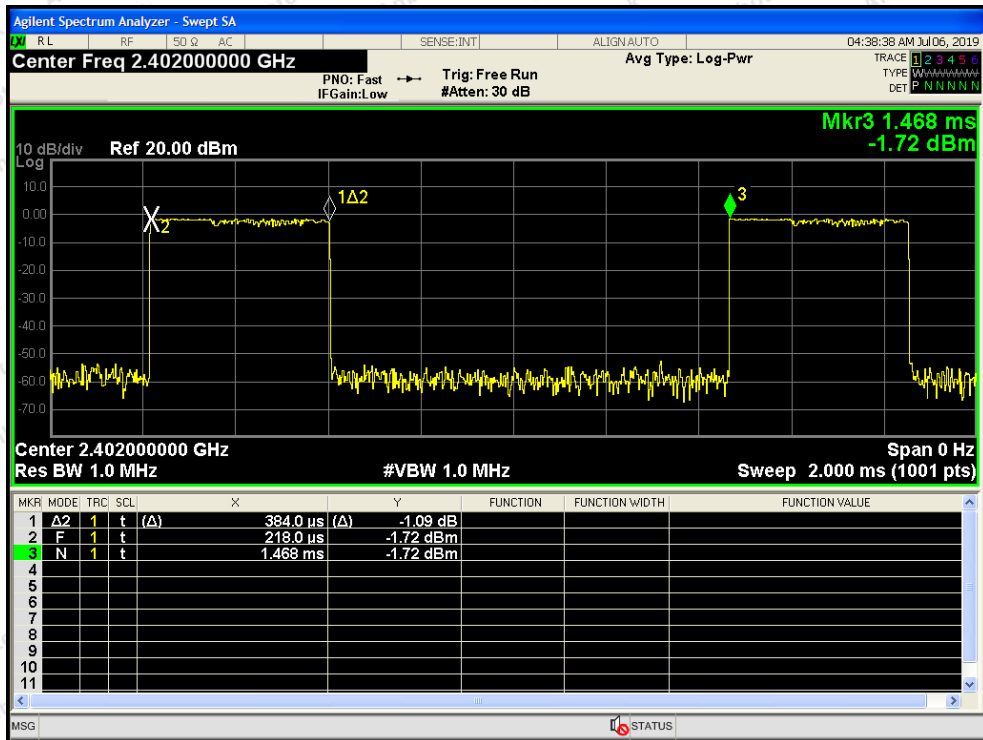 Agilent Spectrum Analyzer - Swept SA
LXI RL RF 50 Ω AC SENSE:INT ALIGN AUTO 04:38:38 AM Jul 06, 2019
Center Freq 2.402000000 GHz Avg Type: Log-Pwr TRACE 1 2 3 4 5 6
PNO: Fast Trig: Free Run TYPE WWWWWWW
IFGain:Low #Atten: 30 dB DET P N N N N N
Mkr3 1.468 ms
10 dB/div Ref 20.00 dBm -1.72 dBm
Log
10.0
0.00
-10.0
-20.0
-30.0
-40.0
-50.0
-60.0
-70.0
X2
1Δ2
3
Center 2.402000000 GHz Span 0 Hz
Res BW 1.0 MHz #VBW 1.0 MHz Sweep 2.000 ms (1001 pts)
MKR MODE TRC SCL X Y FUNCTION FUNCTION WIDTH FUNCTION VALUE
1 Δ2 1 t (Δ) 384.0 µs (Δ) -1.09 dB
2 F 1 t 218.0 µs -1.72 dBm
3 N 1 t 1.468 ms -1.72 dBm
4
5
6
7
8
9
10
11
MSG STATUS